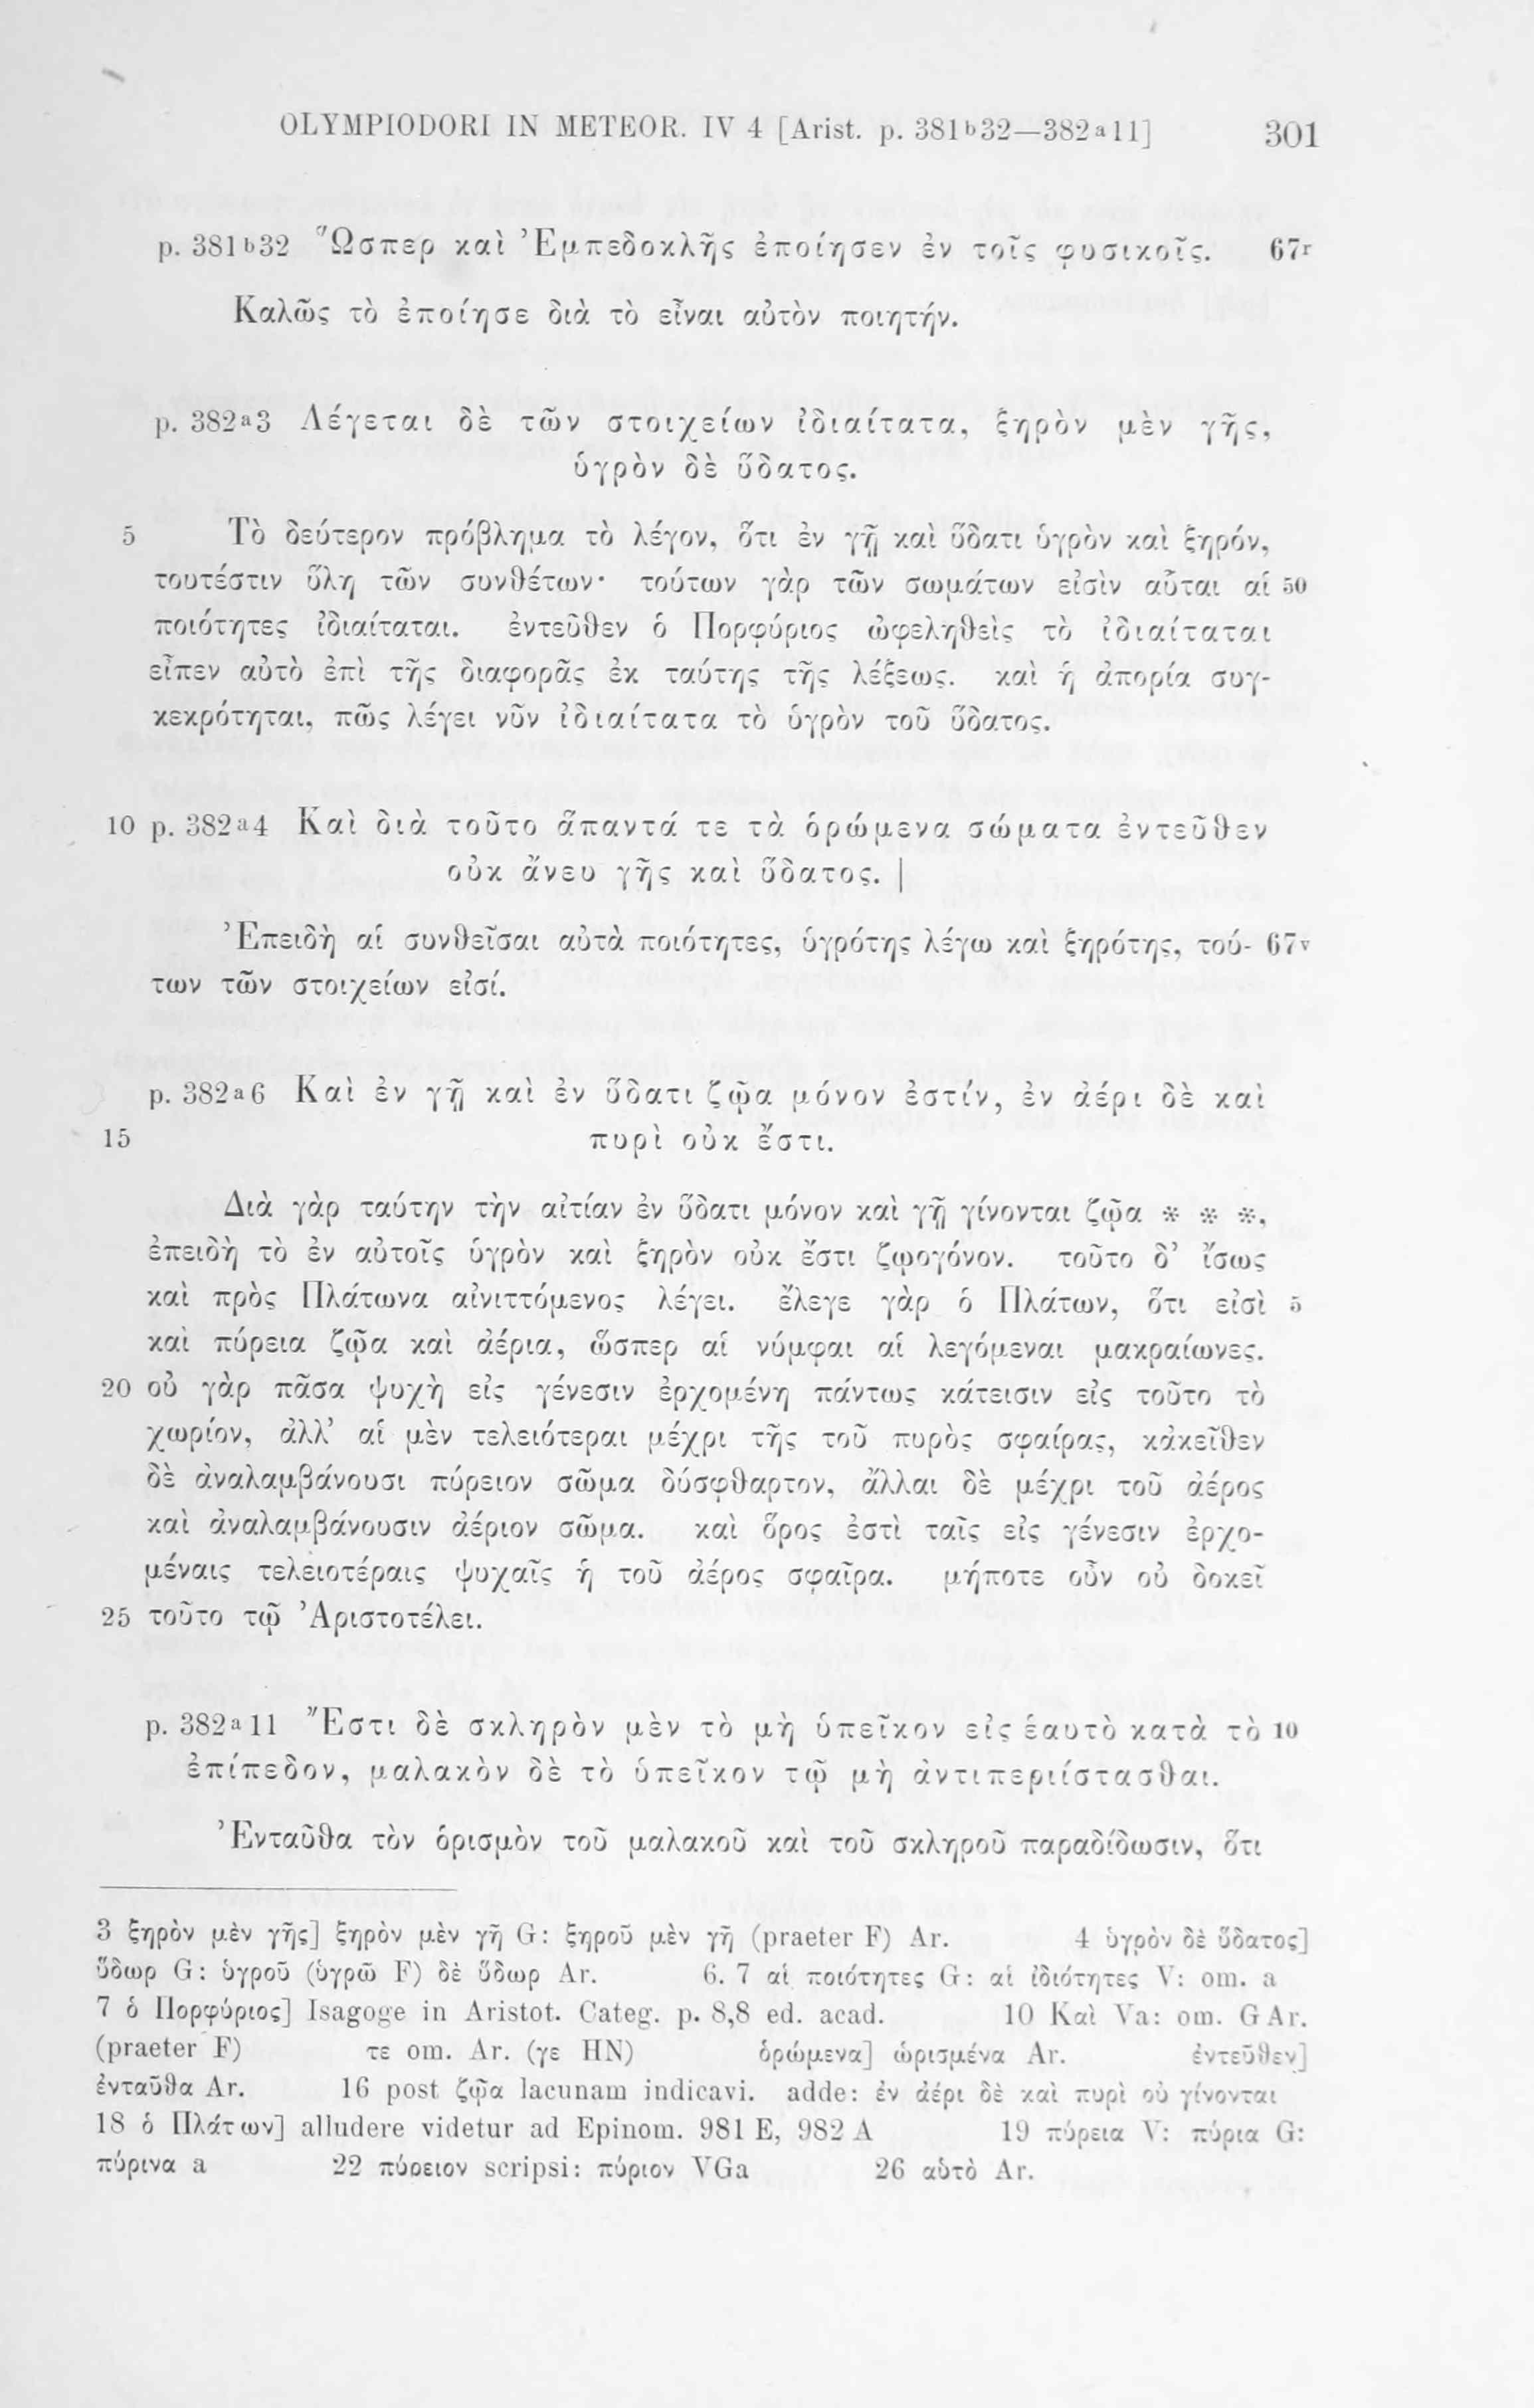 OLYMPIODORI IN METEOR. IV 4 [Arist. p. 381ᵇ32—382ᵃ11] 301
p. 381ᵇ32 Ὥσπερ καὶ Ἐμπεδοκλῆς ἐποίησεν ἐν τοῖς φυσικοῖς. 67ʳ
Καλῶς τὸ ἐποίησε διὰ τὸ εἶναι αὐτὸν ποιητήν.
p. 382ᵃ3 Λέγεται δὲ τῶν στοιχείων ἰδιαίτατα, ξηρὸν μὲν γῆς,
ὑγρὸν δὲ ὕδατος.
5 Τὸ δεύτερον πρόβλημα τὸ λέγον, ὅτι ἐν γῇ καὶ ὕδατι ὑγρὸν καὶ ξηρόν,
τουτέστιν ὕλη τῶν συνθέτων· τούτων γὰρ τῶν σωμάτων εἰσὶν αὗται αἱ 50
ποιότητες ἰδιαίταται. ἐντεῦθεν ὁ Πορφύριος ὠφεληθεὶς τὸ ἰδιαίταται
εἶπεν αὐτὸ ἐπὶ τῆς διαφορᾶς ἐκ ταύτης τῆς λέξεως. καὶ ἡ ἀπορία συγ-
κεκρότηται, πῶς λέγει νῦν ἰδιαίτατα τὸ ὑγρὸν τοῦ ὕδατος.
10 p. 382ᵃ4 Καὶ διὰ τοῦτο ἅπαντά τε τὰ ὁρώμενα σώματα ἐντεῦθεν
οὐκ ἄνευ γῆς καὶ ὕδατος. |
Ἐπειδὴ αἱ συνθεῖσαι αὐτὰ ποιότητες, ὑγρότης λέγω καὶ ξηρότης, τού- 67ᵛ
των τῶν στοιχείων εἰσί.
p. 382ᵃ6 Καὶ ἐν γῇ καὶ ἐν ὕδατι ζῷα μόνον ἐστίν, ἐν ἀέρι δὲ καὶ
15 πυρὶ οὐκ ἔστι.
Διὰ γὰρ ταύτην τὴν αἰτίαν ἐν ὕδατι μόνον καὶ γῇ γίνονται ζῷα * * *,
ἐπειδὴ τὸ ἐν αὐτοῖς ὑγρὸν καὶ ξηρὸν οὐκ ἔστι ζῳογόνον. τοῦτο δ’ ἴσως
καὶ πρὸς Πλάτωνα αἰνιττόμενος λέγει. ἔλεγε γὰρ ὁ Πλάτων, ὅτι εἰσὶ 5
καὶ πύρεια ζῷα καὶ ἀέρια, ὥσπερ αἱ νύμφαι αἱ λεγόμεναι μακραίωνες.
20 οὐ γὰρ πᾶσα ψυχὴ εἰς γένεσιν ἐρχομένη πάντως κάτεισιν εἰς τοῦτο τὸ
χωρίον, ἀλλ’ αἱ μὲν τελειότεραι μέχρι τῆς τοῦ πυρὸς σφαίρας, κἀκεῖθεν
δὲ ἀναλαμβάνουσι πύρειον σῶμα δύσφθαρτον, ἄλλαι δὲ μέχρι τοῦ ἀέρος
καὶ ἀναλαμβάνουσιν ἀέριον σῶμα. καὶ ὅρος ἐστὶ ταῖς εἰς γένεσιν ἐρχο-
μέναις τελειοτέραις ψυχαῖς ἡ τοῦ ἀέρος σφαῖρα. μήποτε οὖν οὐ δοκεῖ
25 τοῦτο τῷ Ἀριστοτέλει.
p. 382ᵃ11 Ἔστι δὲ σκληρὸν μὲν τὸ μὴ ὑπεῖκον εἰς ἑαυτὸ κατὰ τὸ 10
ἐπίπεδον, μαλακὸν δὲ τὸ ὑπεῖκον τῷ μὴ ἀντιπεριίστασθαι.
Ἐνταῦθα τὸν ὁρισμὸν τοῦ μαλακοῦ καὶ τοῦ σκληροῦ παραδίδωσιν, ὅτι
3 ξηρὸν μὲν γῆς] ξηρὸν μὲν γῆ G: ξηροῦ μὲν γῆ (praeter F) Ar. 4 ὑγρὸν δὲ ὕδατος]
ὕδωρ G: ὑγροῦ (ὑγρῶ F) δὲ ὕδωρ Ar. 6. 7 αἱ ποιότητες G: αἱ ἰδιότητες V: om. a
7 ὁ Πορφύριος] Isagoge in Aristot. Categ. p. 8,8 ed. acad. 10 Καὶ Va: om. G Ar.
(praeter F) τε om. Ar. (γε HN) ὁρώμενα] ὡρισμένα Ar. ἐντεῦθεν]
ἐνταῦθα Ar. 16 post ζῷα lacunam indicavi. adde: ἐν ἀέρι δὲ καὶ πυρὶ οὐ γίνονται
18 ὁ Πλάτων] alludere videtur ad Epinom. 981 E, 982 A 19 πύρεια V: πύρια G:
πύρινα a 22 πύρειον scripsi: πύριον VGa 26 αὑτὸ Ar.